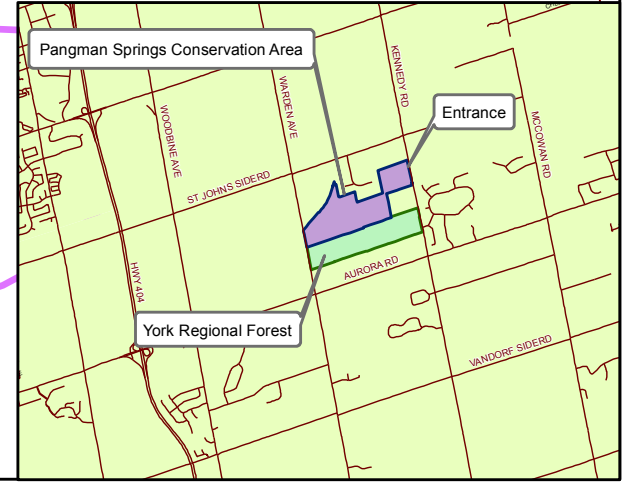 Pangman Springs Conservation Area
KENNEDY RD
WARDEN AVE
Entrance
WOODBINE AVE
MCCOWAN RD
ST JOHNS SIDERD
HWY 404
AURORA RD
York Regional Forest
VANDORF SIDERD